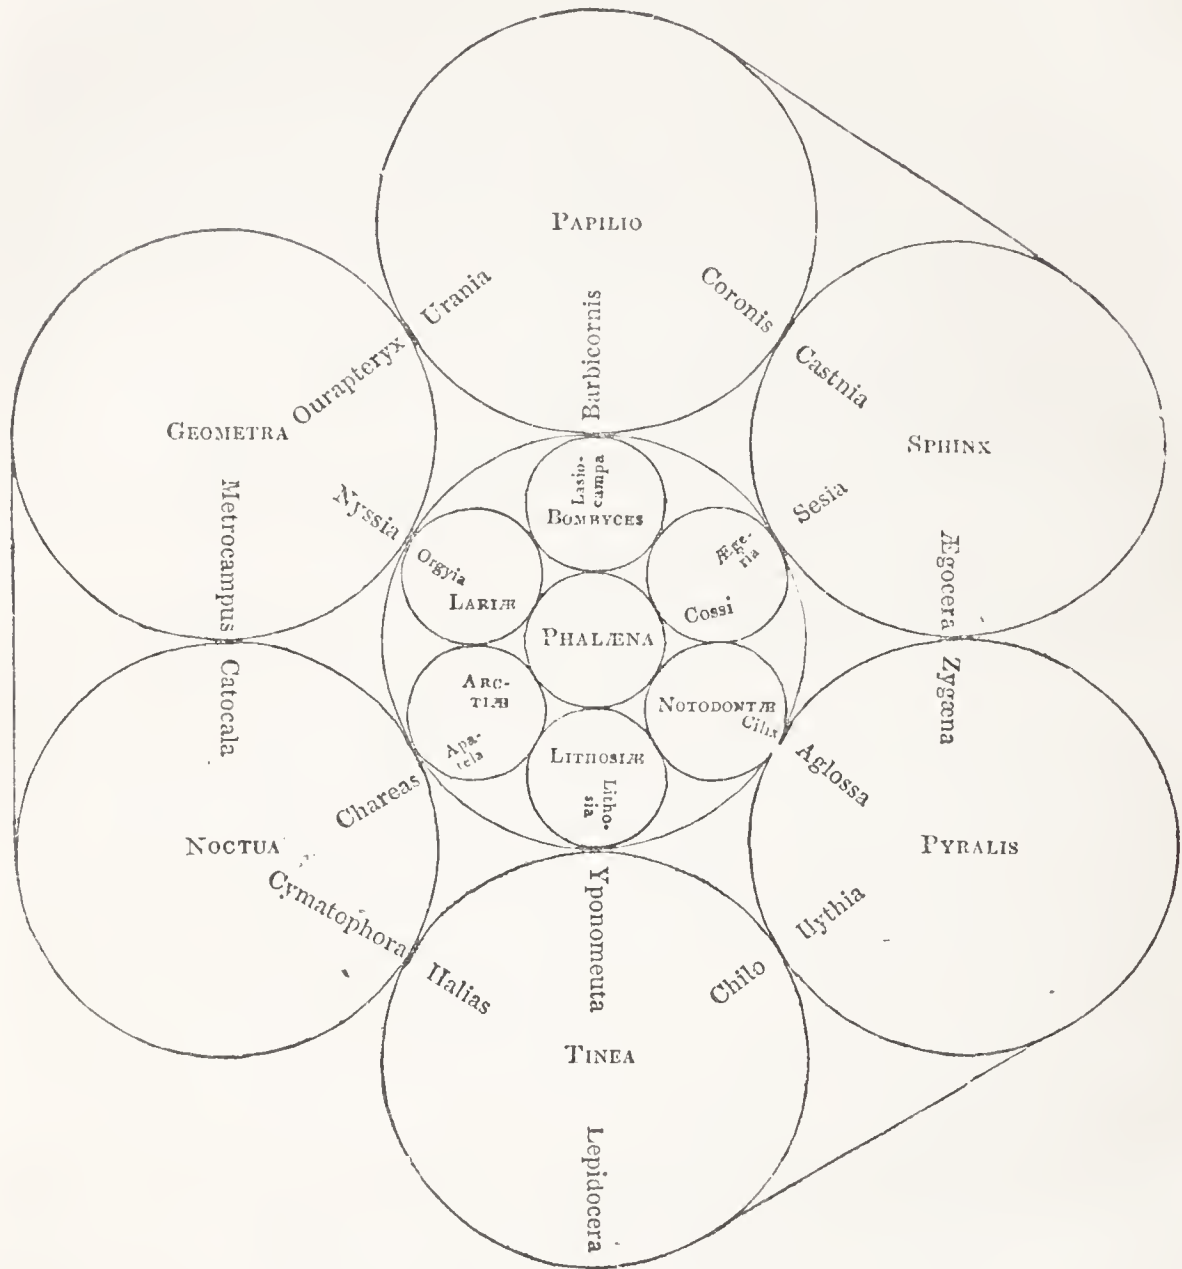 PAPILIO
Urania
Coronis
Barbicornis
Ourapteryx
Castnia
GEOMETRA
SPHINX
Metrocampus
Nyssia
Lasio-
campa
BOMBYCES
Sesia
Ægocera
Orgyia
LARIÆ
Æge-
ria
Cossi
PHALÆNA
Catocala
ARC-
TIÆ
Apa-
tela
NOTODONTÆ
Cilix
Zygæna
LITHOSIÆ
Litho-
sia
Aglossa
Chareas
NOCTUA
PYRALIS
Cymatophora
Yponomeuta
Ilythia
Halias
Chilo
TINEA
Lepidocera